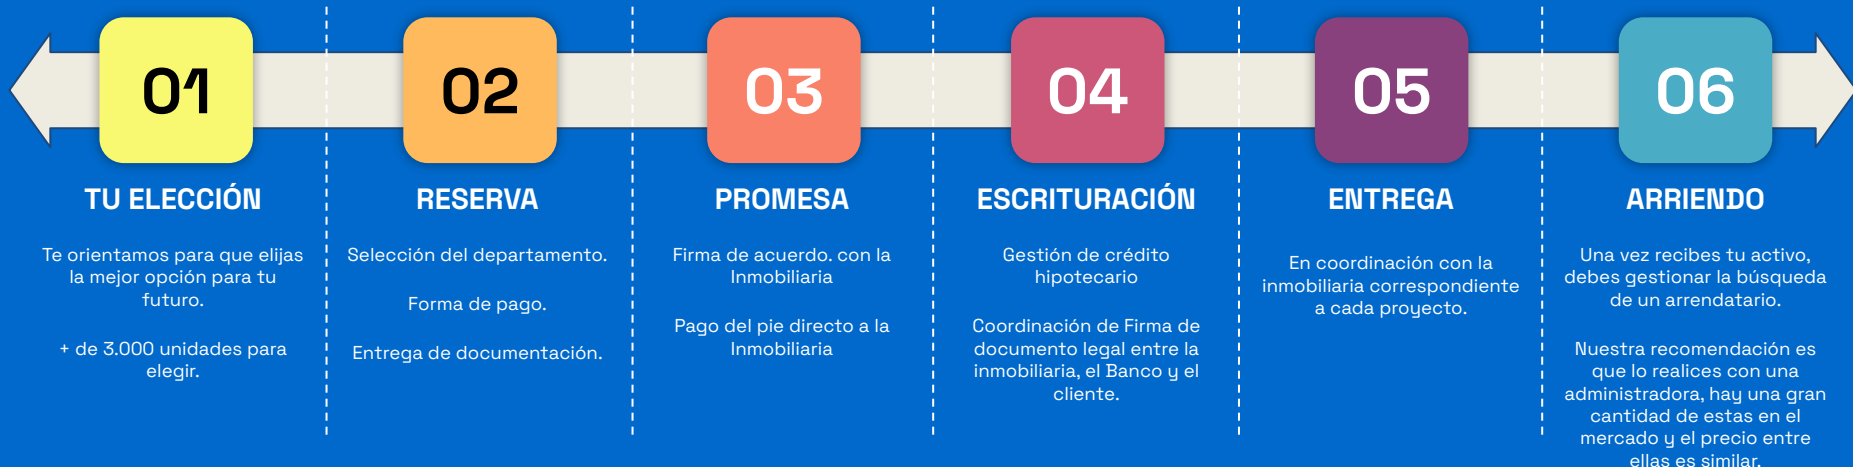 01
TU ELECCIÓN
Te orientamos para que elijas
la mejor opción para tu
futuro.
+ de 3.000 unidades para
elegir.
02
RESERVA
Selección del departamento.
Forma de pago.
Entrega de documentación.
03
PROMESA
Firma de acuerdo. con la
Inmobiliaria
Pago del pie directo a la
Inmobiliaria
04
ESCRITURACIÓN
Gestión de crédito
hipotecario
Coordinación de Firma de
documento legal entre la
inmobiliaria, el Banco y el
cliente.
05
ENTREGA
En coordinación con la
inmobiliaria correspondiente
a cada proyecto.
06
ARRIENDO
Una vez recibes tu activo,
debes gestionar la búsqueda
de un arrendatario.
Nuestra recomendación es
que lo realices con una
administradora, hay una gran
cantidad de estas en el
mercado y el precio entre
ellas es similar.